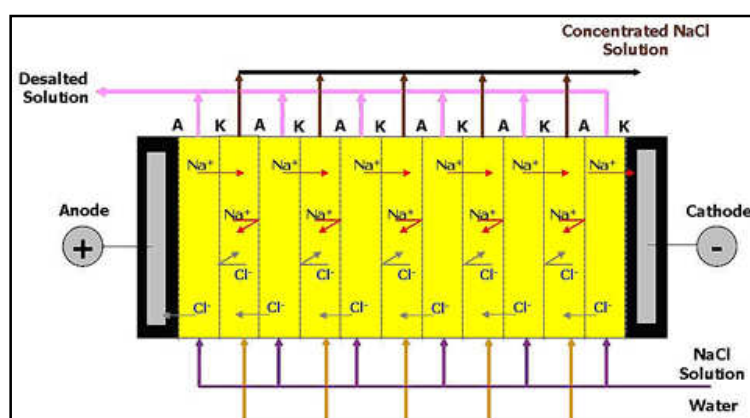 Concentrated NaCl
Solution
Desalted
Solution
A K A K A K A K A K A K
Na⁺ Na⁺ Na⁺ Na⁺ Na⁺ Na⁺
Anode
Cathode
Na⁺ Na⁺ Na⁺ Na⁺ Na⁺
+
-
Cl⁻ Cl⁻ Cl⁻ Cl⁻ Cl⁻
Cl⁻ Cl⁻ Cl⁻ Cl⁻ Cl⁻ Cl⁻
NaCl
Solution
Water